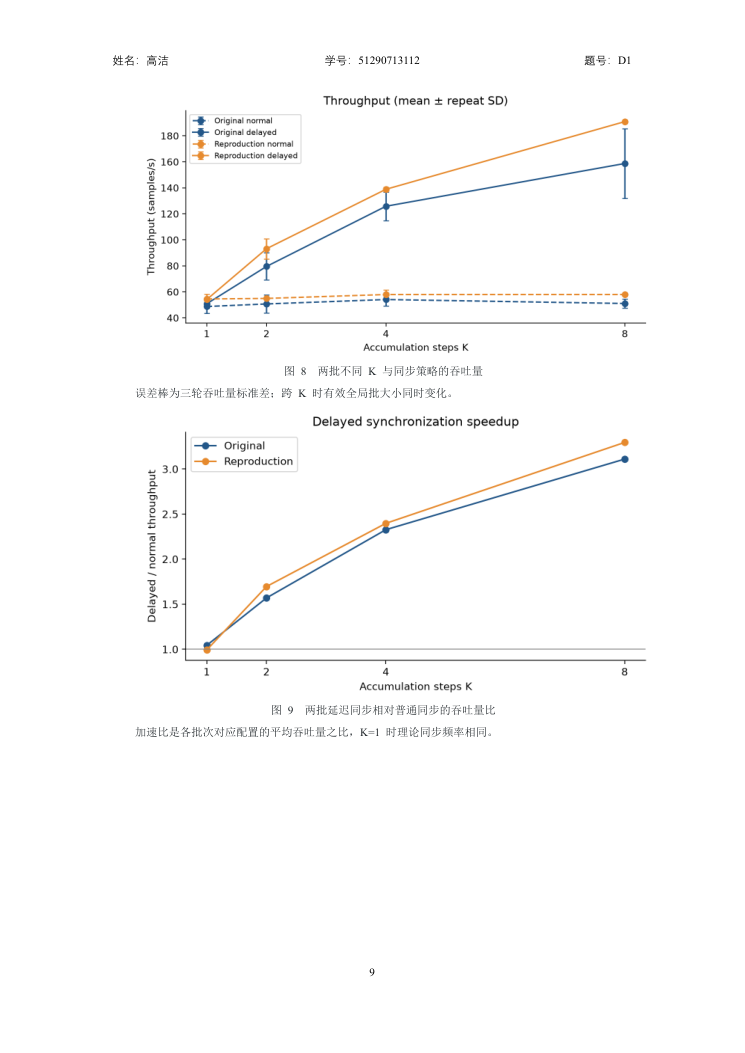 姓名：高洁 学号：51290713112 题号：D1
Throughput (mean ± repeat SD)
Original normal
Original delayed
Reproduction normal
Reproduction delayed
Throughput (samples/s)
180
160
140
120
100
80
60
40
1 2 4 8
Accumulation steps K
图 8 两批不同 K 与同步策略的吞吐量
误差棒为三轮吞吐量标准差；跨 K 时有效全局批大小同时变化。
Delayed synchronization speedup
Original
Reproduction
Delayed / normal throughput
3.0
2.5
2.0
1.5
1.0
1 2 4 8
Accumulation steps K
图 9 两批延迟同步相对普通同步的吞吐量比
加速比是各批次对应配置的平均吞吐量之比，K=1 时理论同步频率相同。
9